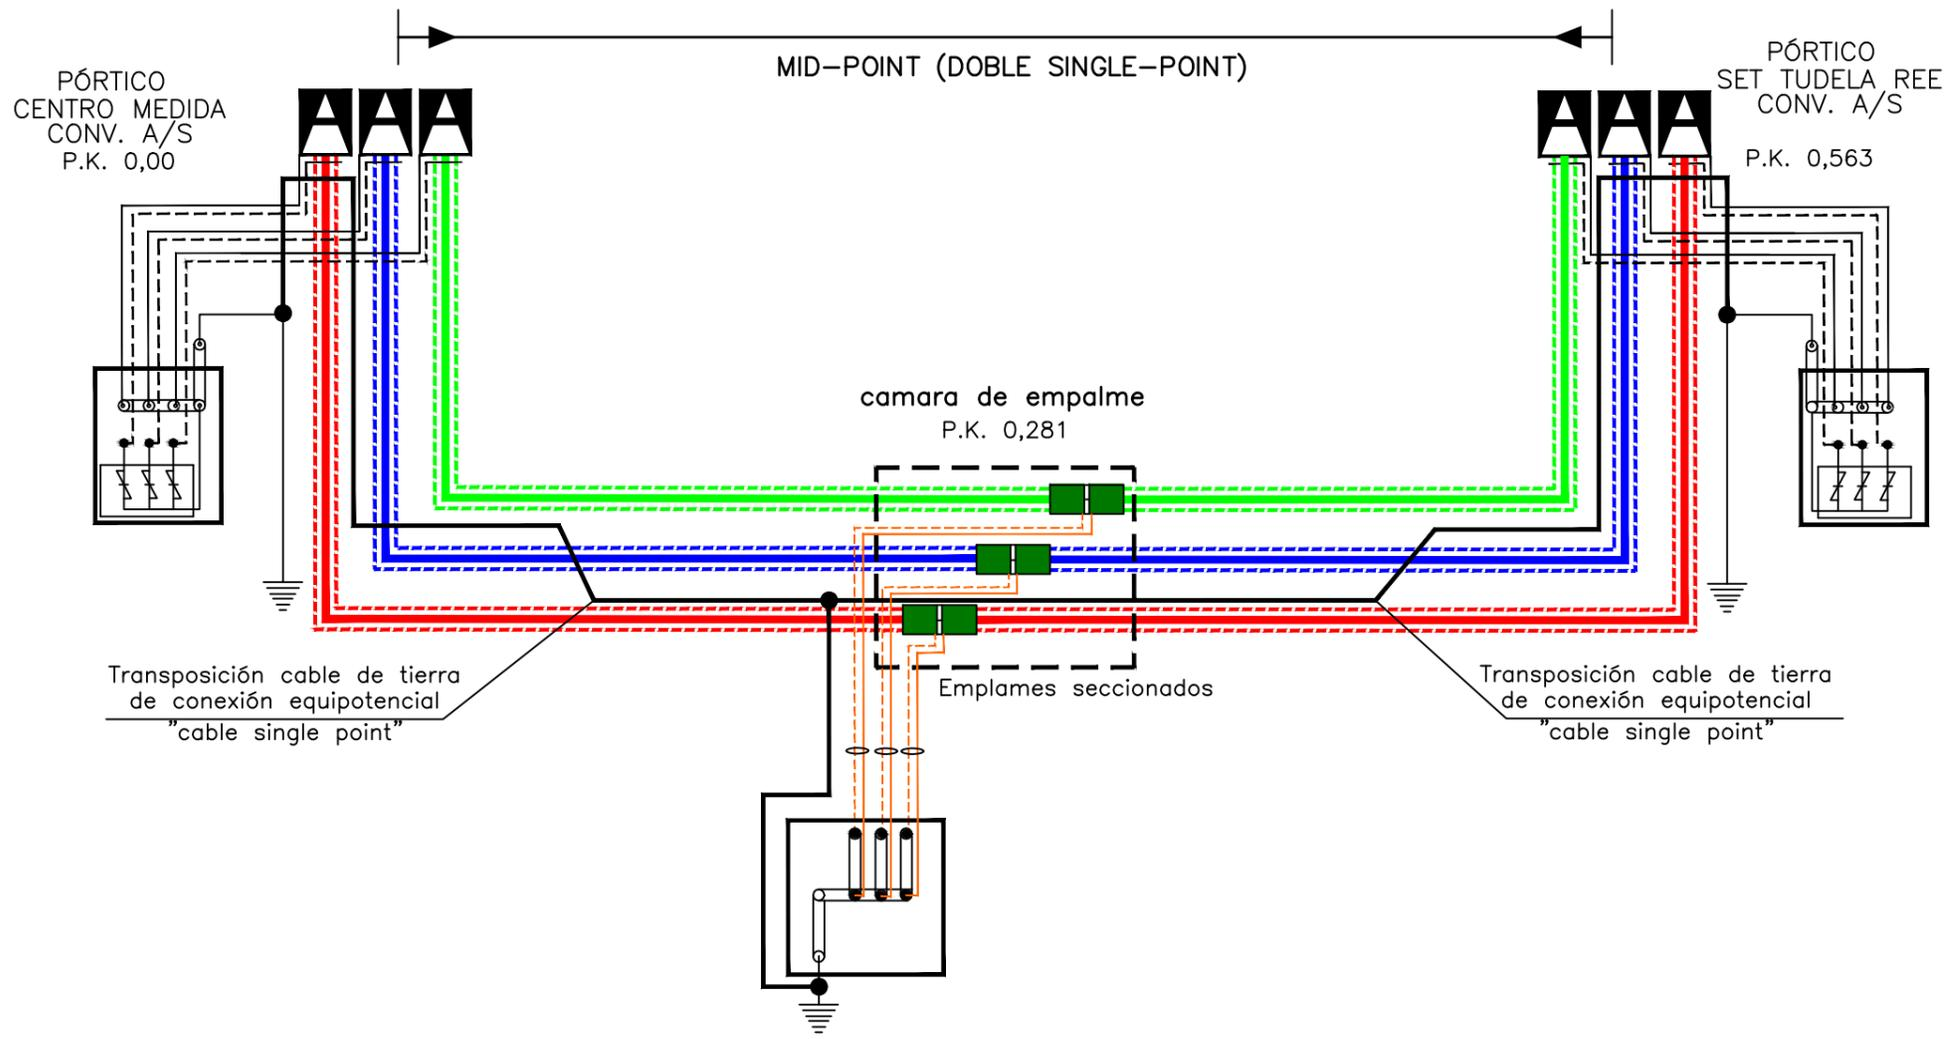 MID-POINT (DOBLE SINGLE-POINT)
PÓRTICO
CENTRO MEDIDA
CONV. A/S
P.K. 0,00
PÓRTICO
SET TUDELA REE
CONV. A/S
P.K. 0,563
camara de empalme
P.K. 0,281
Emplames seccionados
Transposición cable de tierra
de conexión equipotencial
"cable single point"
Transposición cable de tierra
de conexión equipotencial
"cable single point"